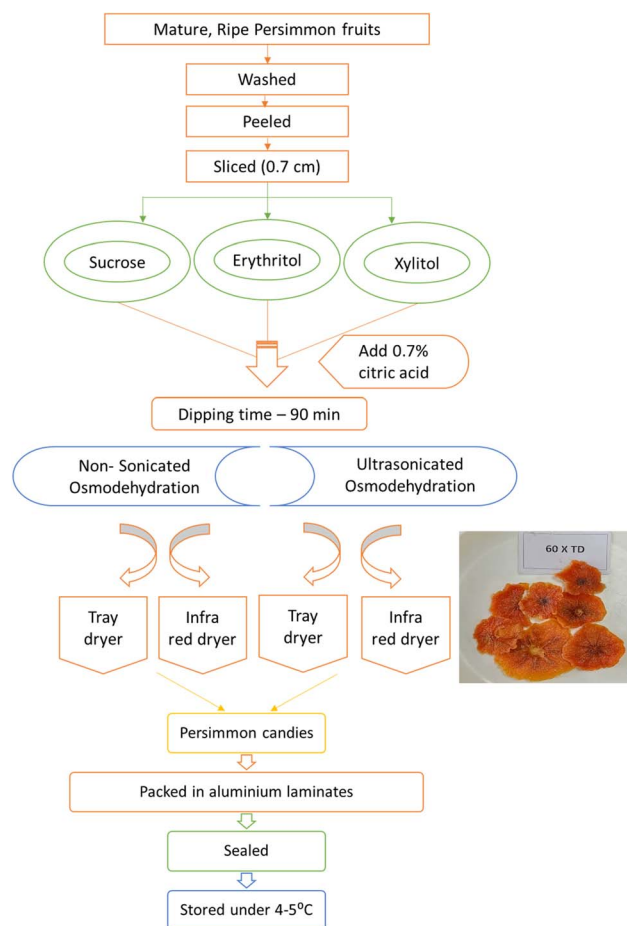 Mature, Ripe Persimmon fruits
Washed
Peeled
Sliced (0.7 cm)
Sucrose
Erythritol
Xylitol
Add 0.7%
citric acid
Dipping time – 90 min
Non- Sonicated
Osmodehydration
Ultrasonicated
Osmodehydration
Tray
dryer
Infra
red dryer
Tray
dryer
Infra
red dryer
60 X TD
Persimmon candies
Packed in aluminium laminates
Sealed
Stored under 4-5⁰C